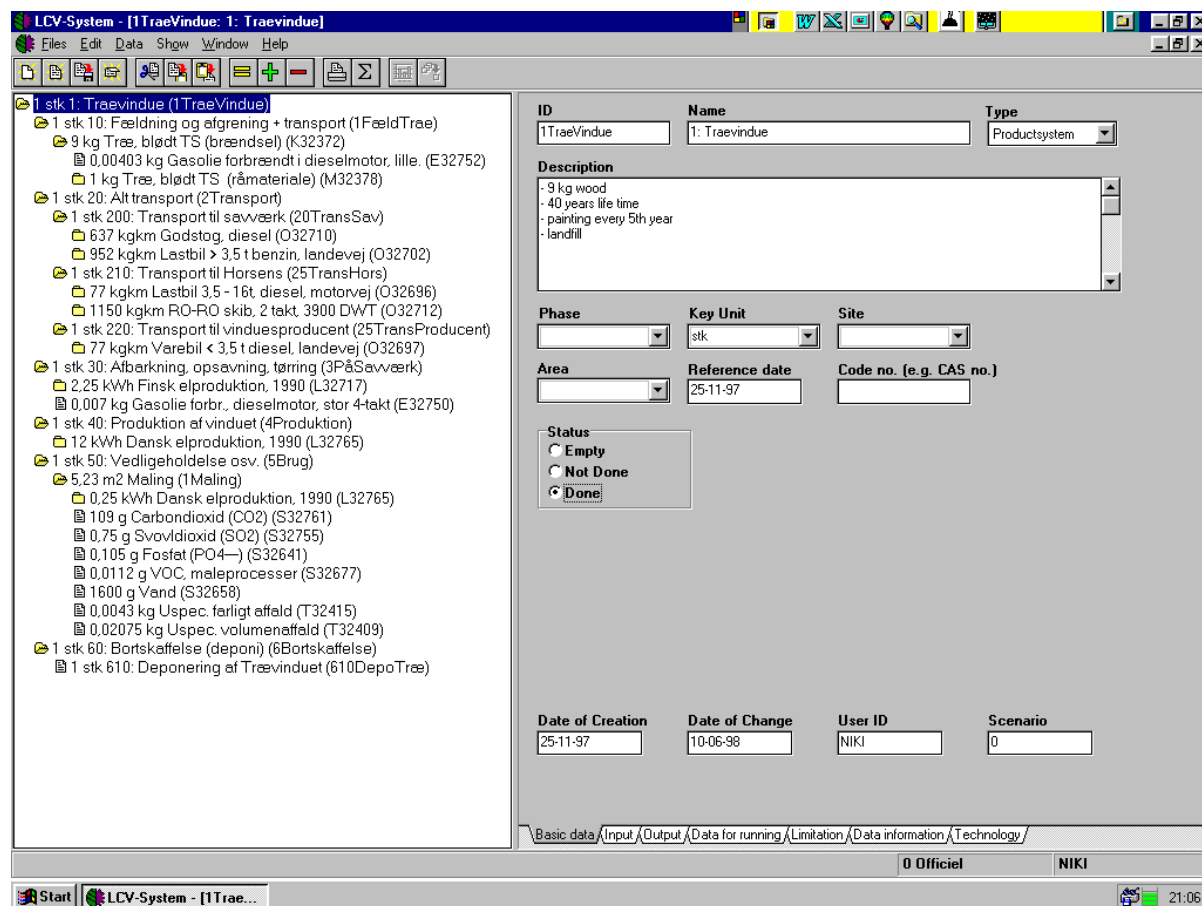 LCV-System - [1TraeVindue: 1: Traevindue]
Files Edit Data Show Window Help
1 stk 1: Traevindue (1TraeVindue)
1 stk 10: Fældning og afgrening + transport (1FældTrae)
9 kg Træ, blødt TS (brændsel) (K32372)
0,00403 kg Gasolie forbrændt i dieselmotor, lille. (E32752)
1 kg Træ, blødt TS (råmateriale) (M32378)
1 stk 20: Alt transport (2Transport)
1 stk 200: Transport til savværk (20TransSav)
637 kgkm Godstog, diesel (O32710)
952 kgkm Lastbil > 3,5 t benzin, landevej (O32702)
1 stk 210: Transport til Horsens (25TransHors)
77 kgkm Lastbil 3,5 - 16t, diesel, motorvej (O32696)
1150 kgkm RO-RO skib, 2 takt, 3900 DWT (O32712)
1 stk 220: Transport til vinduesproducent (25TransProducent)
77 kgkm Varebil < 3,5 t diesel, landevej (O32697)
1 stk 30: Afbarkning, opsavning, tørring (3PåSavværk)
2,25 kWh Finsk elproduktion, 1990 (L32717)
0,007 kg Gasolie forbr., dieselmotor, stor 4-takt (E32750)
1 stk 40: Produktion af vinduet (4Produktion)
12 kWh Dansk elproduktion, 1990 (L32765)
1 stk 50: Vedligeholdelse osv. (5Brug)
5,23 m2 Maling (1Maling)
0,25 kWh Dansk elproduktion, 1990 (L32765)
109 g Carbondioxid (CO2) (S32761)
0,75 g Svovldioxid (SO2) (S32755)
0,105 g Fosfat (PO4---) (S32641)
0,0112 g VOC, maleprocesser (S32677)
1600 g Vand (S32658)
0,0043 kg Uspec. farligt affald (T32415)
0,02075 kg Uspec. volumenaffald (T32409)
1 stk 60: Bortskaffelse (deponi) (6Bortskaffelse)
1 stk 610: Deponering af Trævinduet (610DepoTræ)
ID Name Type
1TraeVindue 1: Traevindue Productsystem
Description
- 9 kg wood
- 40 years life time
- painting every 5th year
- landfill
Phase Key Unit Site
stk
Area Reference date Code no. (e.g. CAS no.)
25-11-97
Status
Empty
Not Done
Done
Date of Creation Date of Change User ID Scenario
25-11-97 10-06-98 NIKI 0
Basic data Input Output Data for running Limitation Data information Technology
0 Officiel NIKI
Start LCV-System - [1Trae... 21:06